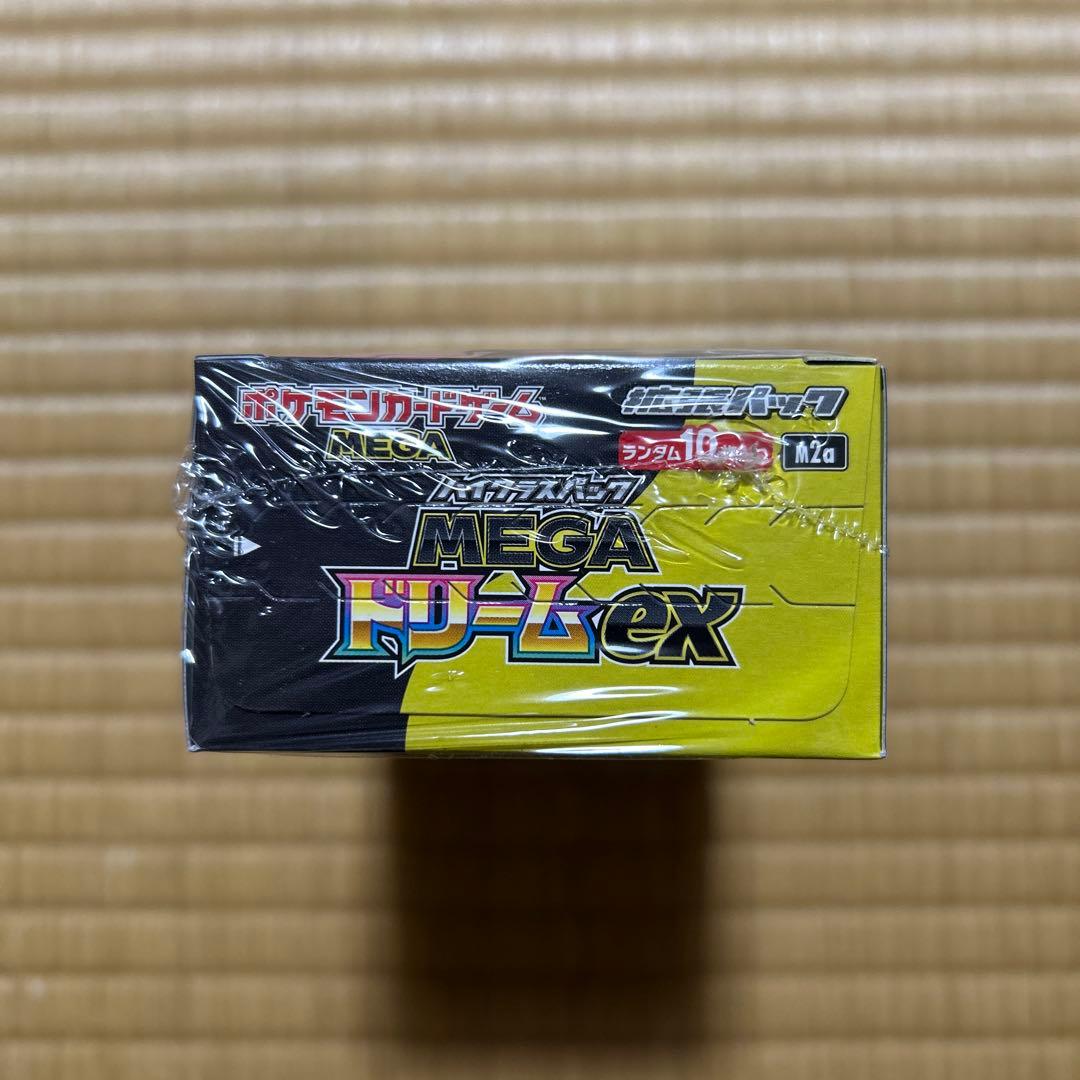 ポケモンカードゲーム
MEGA
拡張パック
ランダム10
M2a
ハイクラスパック
MEGA
ドリームex